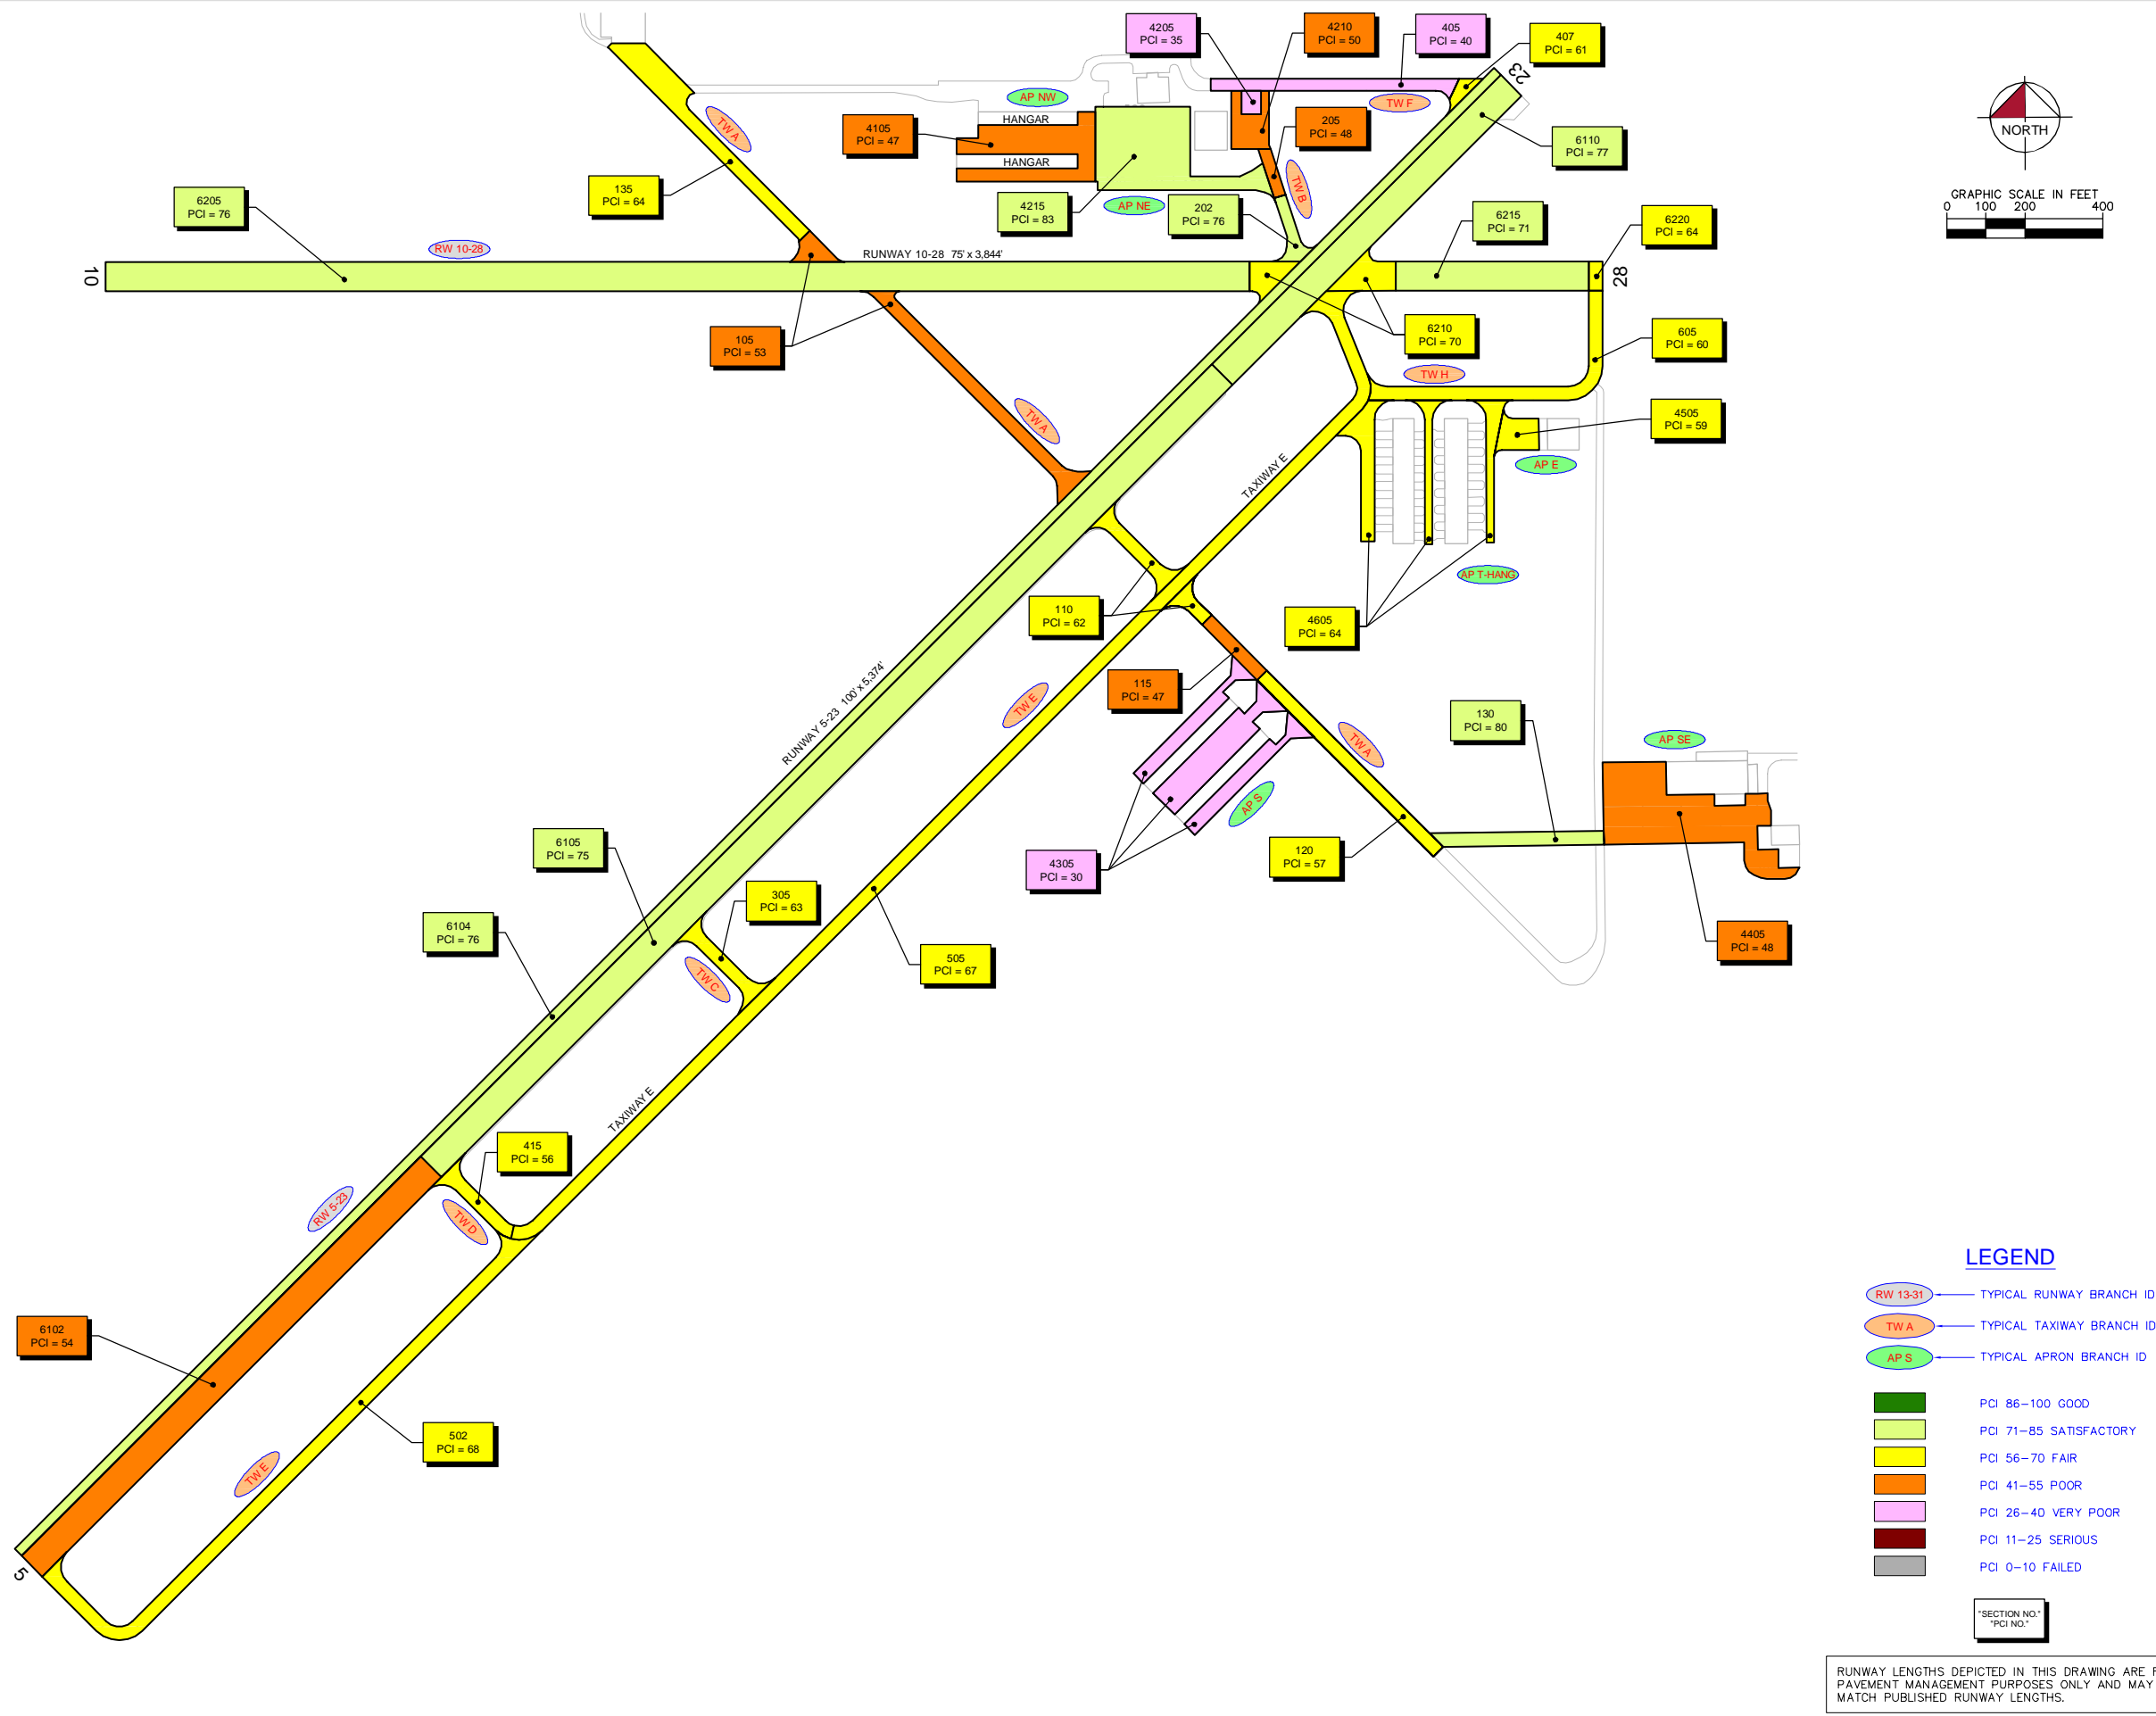 4205
PCI = 35
4210
PCI = 50
405
PCI = 40
407
PCI = 61
23
AP NW
TW F
TW A
HANGAR
HANGAR
4105
PCI = 47
205
PCI = 48
6110
PCI = 77
NORTH
GRAPHIC SCALE IN FEET
0 100 200 400
6205
PCI = 76
135
PCI = 64
4215
PCI = 83
AP NE
202
PCI = 76
TW B
6215
PCI = 71
6220
PCI = 64
RW 10-28
RUNWAY 10-28 75' x 3,844'
10
28
105
PCI = 53
6210
PCI = 70
605
PCI = 60
TW H
TW A
4505
PCI = 59
AP E
TAXIWAY E
AP T-HANG
110
PCI = 62
4605
PCI = 64
115
PCI = 47
TW E
RUNWAY 5-23 100' x 5,374'
130
PCI = 80
TW A
AP SE
AP S
6105
PCI = 75
4305
PCI = 30
120
PCI = 57
305
PCI = 63
6104
PCI = 76
4405
PCI = 48
505
PCI = 67
TW C
TAXIWAY E
415
PCI = 56
RW 5-23
TW D
6102
PCI = 54
502
PCI = 68
TW E
5
LEGEND
RW 13-31 TYPICAL RUNWAY BRANCH ID
TW A TYPICAL TAXIWAY BRANCH ID
AP S TYPICAL APRON BRANCH ID
PCI 86-100 GOOD
PCI 71-85 SATISFACTORY
PCI 56-70 FAIR
PCI 41-55 POOR
PCI 26-40 VERY POOR
PCI 11-25 SERIOUS
PCI 0-10 FAILED
"SECTION NO."
"PCI NO."
RUNWAY LENGTHS DEPICTED IN THIS DRAWING ARE
PAVEMENT MANAGEMENT PURPOSES ONLY AND MAY
MATCH PUBLISHED RUNWAY LENGTHS.